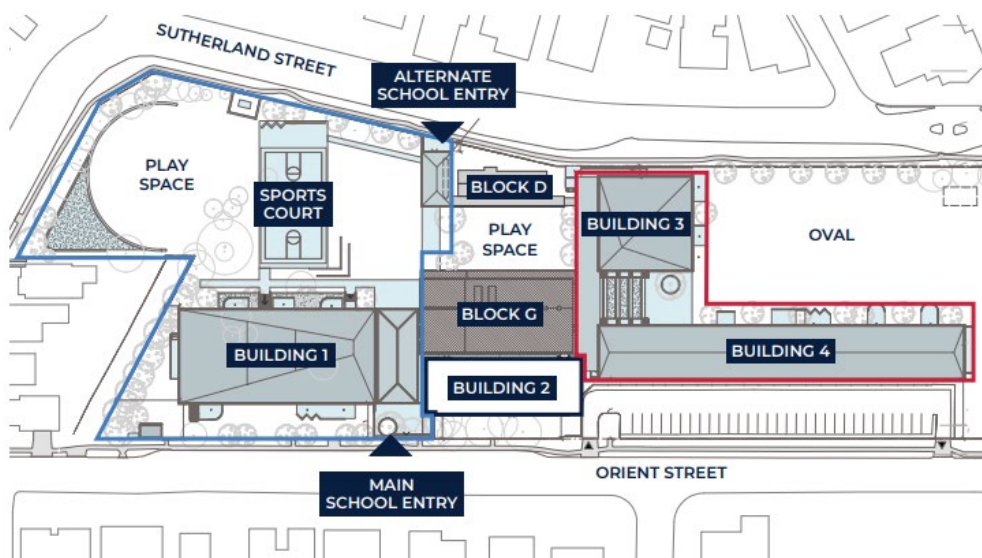 SUTHERLAND STREET
ALTERNATE
SCHOOL ENTRY
PLAY
SPACE
SPORTS
COURT
BLOCK D
PLAY
SPACE
BUILDING 3
OVAL
BLOCK G
BUILDING 1
BUILDING 2
BUILDING 4
MAIN
SCHOOL ENTRY
ORIENT STREET